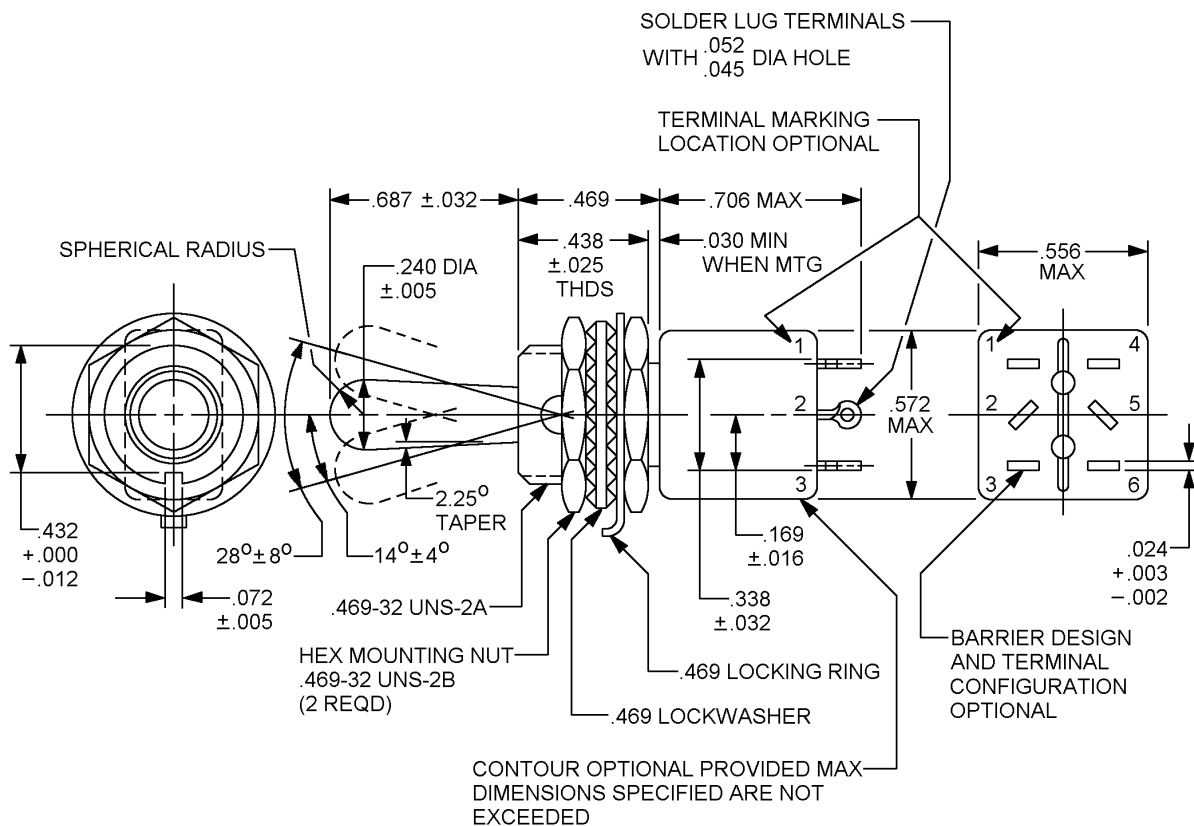 SOLDER LUG TERMINALS
WITH .052
.045 DIA HOLE
TERMINAL MARKING
LOCATION OPTIONAL
.687 ±.032
.469
.706 MAX
.438
±.025
THDS
.030 MIN
WHEN MTG
.556
MAX
SPHERICAL RADIUS
.240 DIA
±.005
1
2
3
1
2
3
4
5
6
.572
MAX
2.25°
TAPER
.432
+.000
-.012
28°±8°
14°±4°
.072
±.005
.169
±.016
.338
±.032
.024
+.003
-.002
.469-32 UNS-2A
HEX MOUNTING NUT
.469-32 UNS-2B
(2 REQD)
.469 LOCKING RING
.469 LOCKWASHER
BARRIER DESIGN
AND TERMINAL
CONFIGURATION
OPTIONAL
CONTOUR OPTIONAL PROVIDED MAX
DIMENSIONS SPECIFIED ARE NOT
EXCEEDED